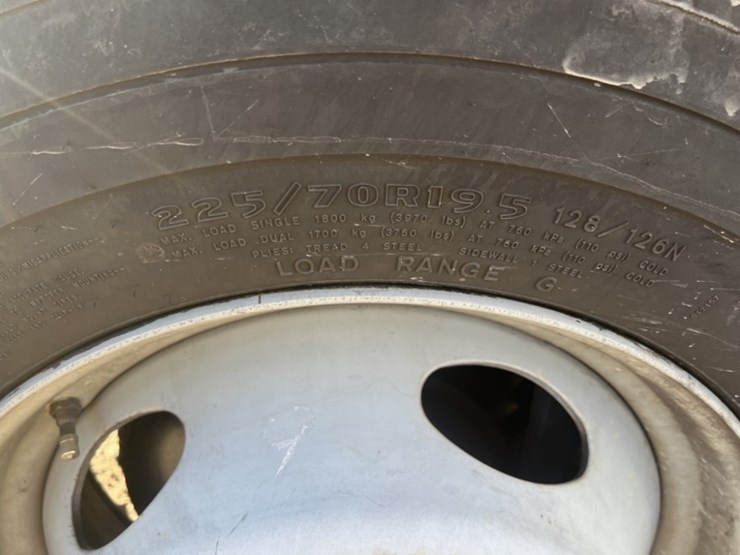 225/70R19.5 128/126N
MAX. LOAD SINGLE 1800 kg (3970 lbs) AT 760 KPa (110 psi) COLD
MAX. LOAD DUAL 1700 kg (3750 lbs) AT 760 KPa (110 psi) COLD
PLIES: TREAD 4 STEEL SIDEWALL 1 STEEL
LOAD RANGE G